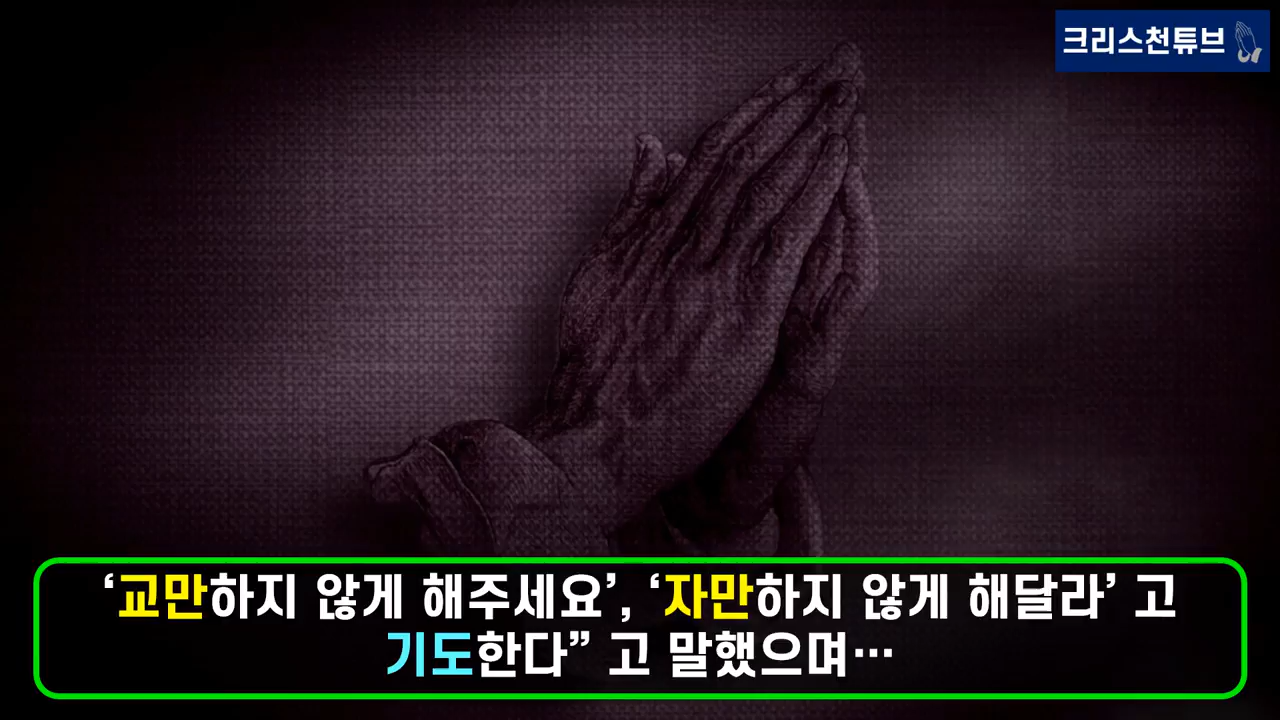 크리스천튜브
‘교만하지 않게 해주세요’, ‘자만하지 않게 해달라’ 고
기도한다” 고 말했으며…